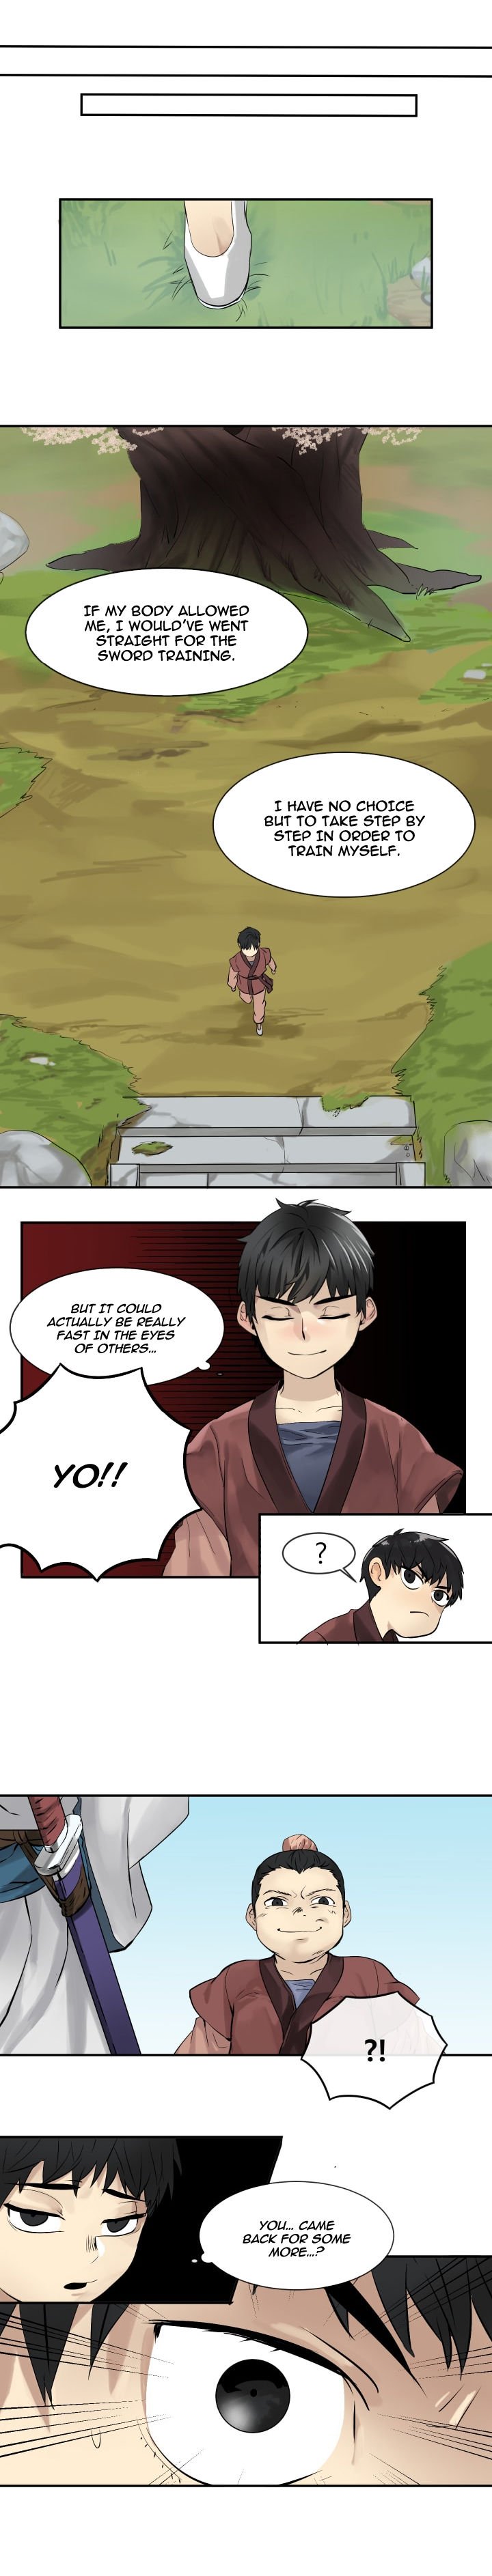 IF MY BODY ALLOWED
ME, I WOULD'VE WENT
STRAIGHT FOR THE
SWORD TRAINING.
I HAVE NO CHOICE
BUT TO TAKE STEP BY
STEP IN ORDER TO
TRAIN MYSELF.
BUT IT COULD
ACTUALLY BE REALLY
FAST IN THE EYES
OF OTHERS...
YO!!
?
?!
YOU... CAME
BACK FOR SOME
MORE...?